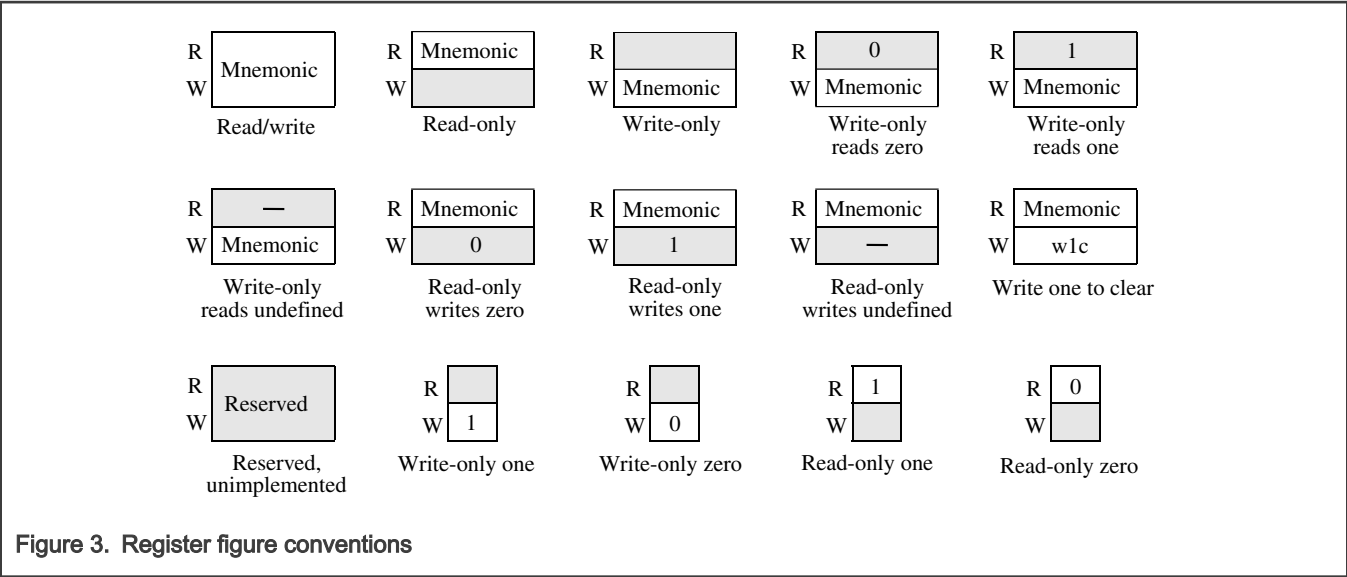 R Mnemonic R Mnemonic R R 0 R 1
W W W Mnemonic W Mnemonic W Mnemonic
Read/write Read-only Write-only Write-only Write-only
reads zero reads one
R — R Mnemonic R Mnemonic R Mnemonic R Mnemonic
W Mnemonic W 0 W 1 W — W w1c
Write-only Read-only Read-only Read-only Write one to clear
reads undefined writes zero writes one writes undefined
R Reserved R R R 1 R 0
W W 1 W 0 W W
Reserved, Write-only one Write-only zero Read-only one Read-only zero
unimplemented
Figure 3. Register figure conventions